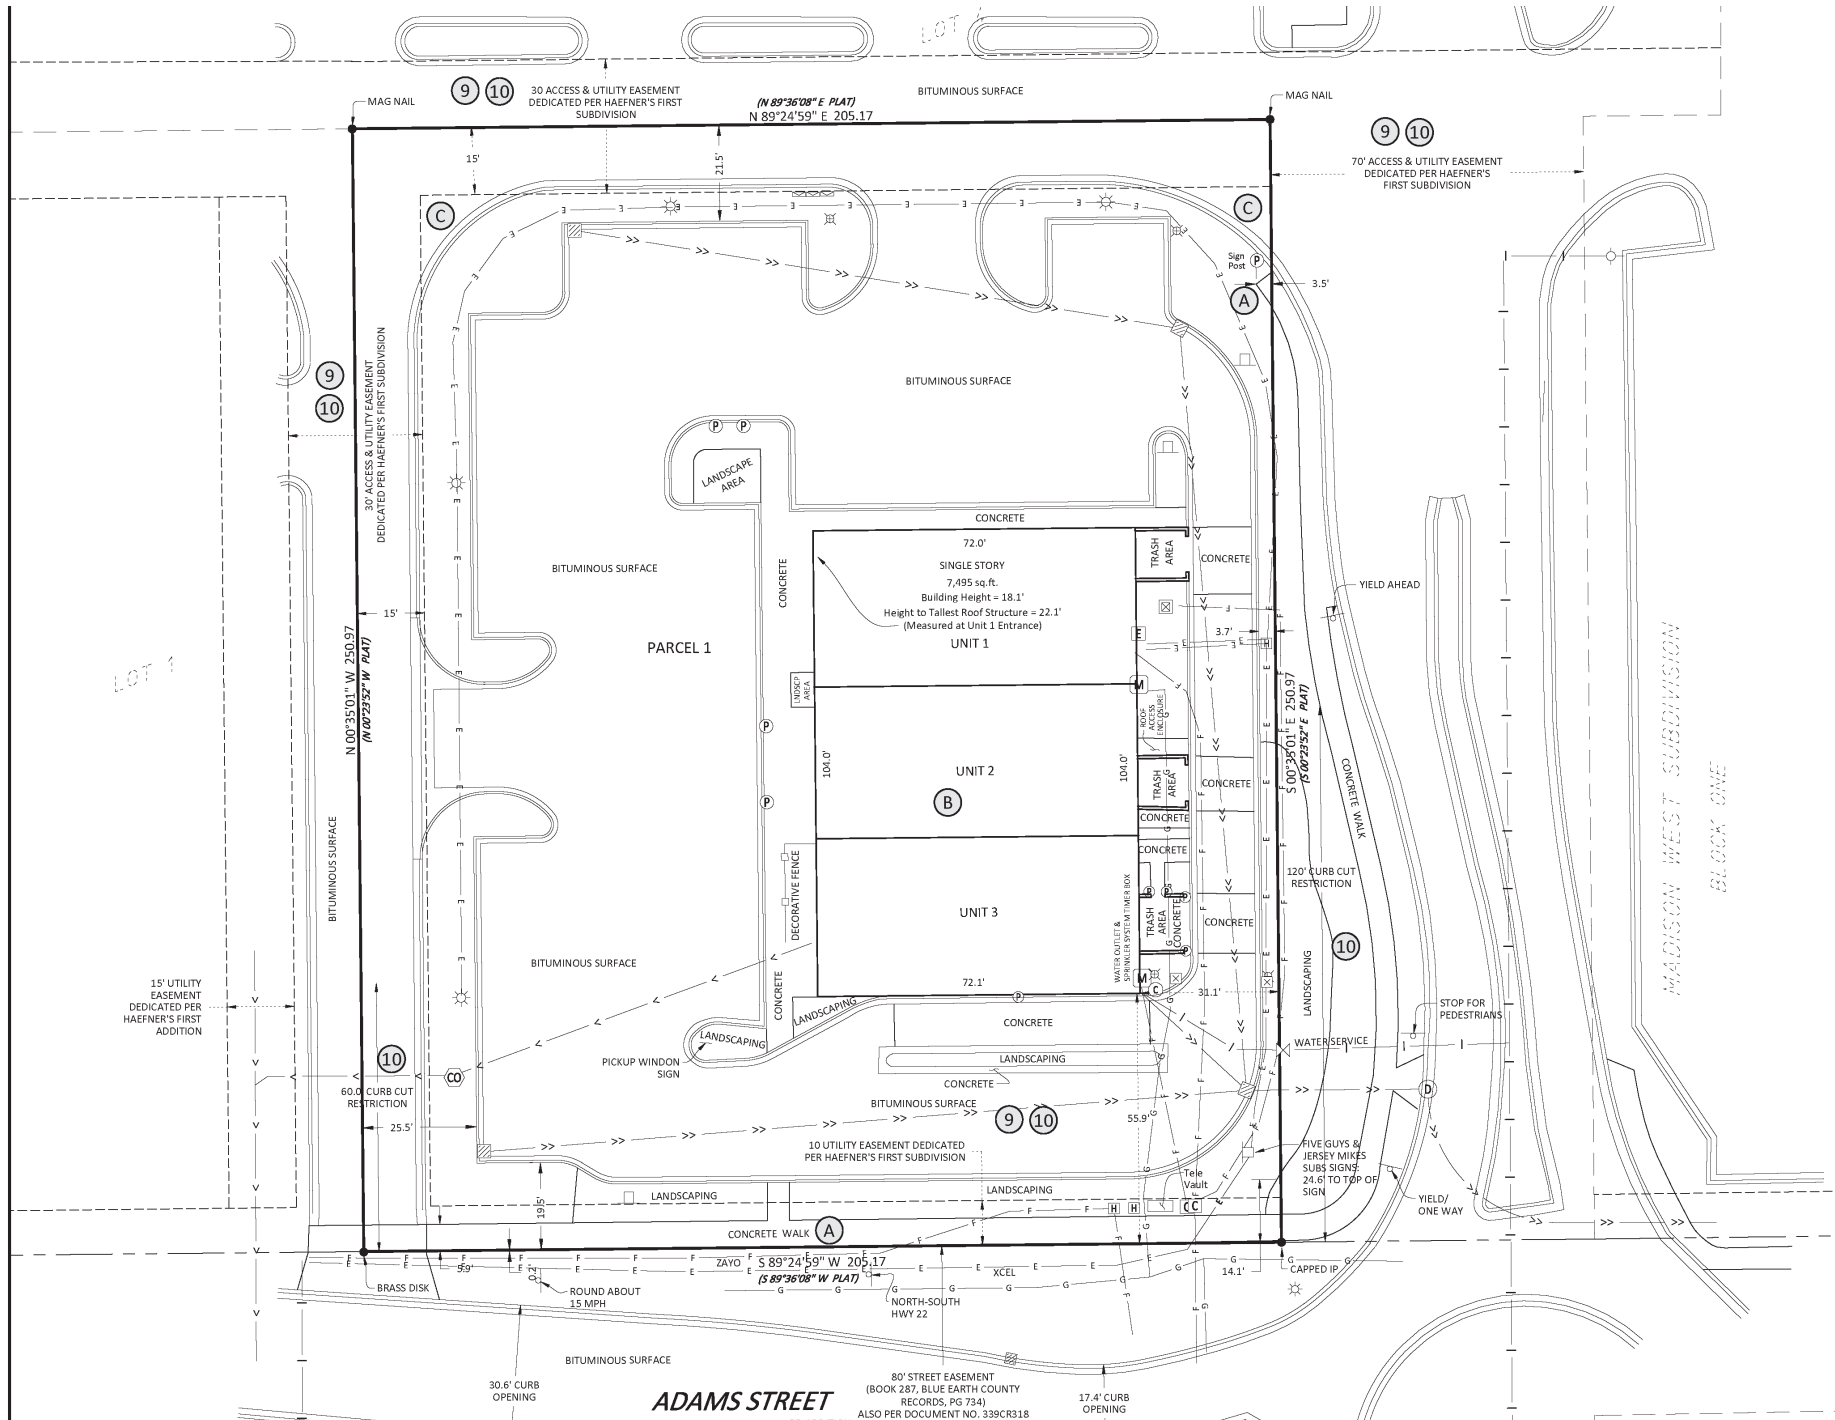 LOT
9
10
30 ACCESS & UTILITY EASEMENT
DEDICATED PER HAEFNER'S FIRST
SUBDIVISION
(N 89°36'08" E PLAT)
N 89°24'59" E 205.17
BITUMINOUS SURFACE
MAG NAIL
MAG NAIL
9
10
70' ACCESS & UTILITY EASEMENT
DEDICATED PER HAEFNER'S
FIRST SUBDIVISION
15'
21.5'
C
C
Sign
Post
P
A
3.5'
9
10
30' ACCESS & UTILITY EASEMENT
DEDICATED PER HAEFNER'S FIRST SUBDIVISION
BITUMINOUS SURFACE
P
P
LANDSCAPE
AREA
CONCRETE
72.0'
SINGLE STORY
7,495 sq.ft.
Building Height = 18.1'
Height to Tallest Roof Structure = 22.1'
(Measured at Unit 1 Entrance)
UNIT 1
TRASH
AREA
CONCRETE
CONCRETE
BITUMINOUS SURFACE
YIELD AHEAD
15'
3.7'
E
H
M
PARCEL 1
LOT 1
N 00°35'01" W 250.97
(N 00°23'52" W PLAT)
LNDSCP
AREA
ROOF
ACCESS
ENCLOSURE
S 00°35'01" E 250.97
(S 00°23'52" E PLAT)
MADISON WEST SUBDIVISION
BLOCK ONE
P
104.0'
UNIT 2
104.0'
B
P
TRASH
AREA
CONCRETE
CONCRETE
CONCRETE WALK
BITUMINOUS SURFACE
DECORATIVE FENCE
CONCRETE
120' CURB CUT
RESTRICTION
UNIT 3
WATER OUTLET &
SPRINKLER SYSTEM TIMER BOX
P
P
P
TRASH
AREA
CONCRETE
CONCRETE
P
10
BITUMINOUS SURFACE
CONCRETE
72.1'
M
C
31.1'
LANDSCAPING
15' UTILITY
EASEMENT
DEDICATED PER
HAEFNER'S FIRST
ADDITION
P
LANDSCAPING
CONCRETE
STOP FOR
PEDESTRIANS
LANDSCAPING
WATER SERVICE
PICKUP WINDON
SIGN
LANDSCAPING
CONCRETE
10
CO
60.0' CURB CUT
RESTRICTION
25.5'
BITUMINOUS SURFACE
9
10
55.9'
D
10 UTILITY EASEMENT DEDICATED
PER HAEFNER'S FIRST SUBDIVISION
FIVE GUYS &
JERSEY MIKES
SUBS SIGNS:
24.6' TO TOP OF
SIGN
Tele
Vault
LANDSCAPING
LANDSCAPING
19.5'
H
H
C
C
YIELD/
ONE WAY
CONCRETE WALK
A
ZAYO
S 89°24'59" W 205.17
(S 89°36'08" W PLAT)
XCEL
5.9'
0.2'
14.1'
CAPPED IP
BRASS DISK
ROUND ABOUT
15 MPH
NORTH-SOUTH
HWY 22
BITUMINOUS SURFACE
30.6' CURB
OPENING
ADAMS STREET
80' STREET EASEMENT
(BOOK 287, BLUE EARTH COUNTY
RECORDS, PG 734)
ALSO PER DOCUMENT NO. 339CR318
17.4' CURB
OPENING